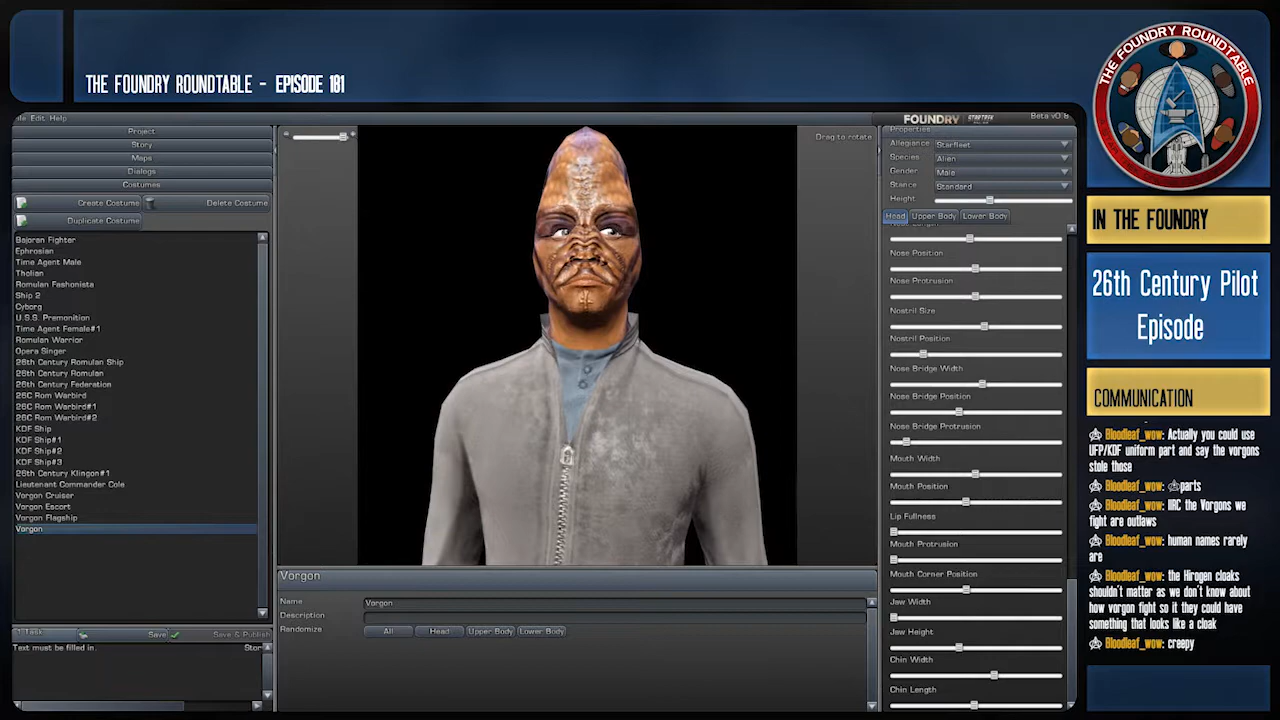 THE FOUNDRY ROUNDTABLE - EPISODE 181
THE FOUNDRY ROUNDTABLE
Edit Help
Project
Story
Maps
Dialogs
Costumes
Create Costume
Delete Costume
Duplicate Costume
Bajoran Fighter
Ephrosian
Time Agent Male
Tholian
Romulan Fashonista
Ship 2
Cyborg
U.S.S. Premonition
Time Agent Female#1
Romulan Warrior
Opera Singer
26th Century Romulan Ship
26th Century Romulan
26th Century Federation
26C Rom Warbird
26C Rom Warbird#1
26C Rom Warbird#2
KDF Ship
KDF Ship#1
KDF Ship#2
KDF Ship#3
26th Century Klingon#1
Lieutenant Commander Cole
Vorgon Cruiser
Vorgon Escort
Vorgon Flagship
Vorgon
1 Task
Save
Save & Publish
Text must be filled in.
Stor
Drag to rotate
Vorgon
Name
Vorgon
Description
Randomize
All
Head
Upper Body
Lower Body
FOUNDRY
STAR TREK
Beta v0.8
Properties
Allegiance
Starfleet
Species
Alien
Gender
Male
Stance
Standard
Height
Head
Upper Body
Lower Body
Nose Position
Nose Protrusion
Nostril Size
Nostril Position
Nose Bridge Width
Nose Bridge Position
Nose Bridge Protrusion
Mouth Width
Mouth Position
Lip Fullness
Mouth Protrusion
Mouth Corner Position
Jaw Width
Jaw Height
Chin Width
Chin Length
IN THE FOUNDRY
26th Century Pilot
Episode
COMMUNICATION
Bloodleaf_wow: Actually you could use
UFP/KDF uniform part and say the vorgons
stole those
Bloodleaf_wow: parts
Bloodleaf_wow: IIRC the Vorgons we
fight are outlaws
Bloodleaf_wow: human names rarely
are
Bloodleaf_wow: the Hirogen cloaks
shouldn't matter as we don't know about
how vorgon fight so it they could have
something that looks like a cloak
Bloodleaf_wow: creepy